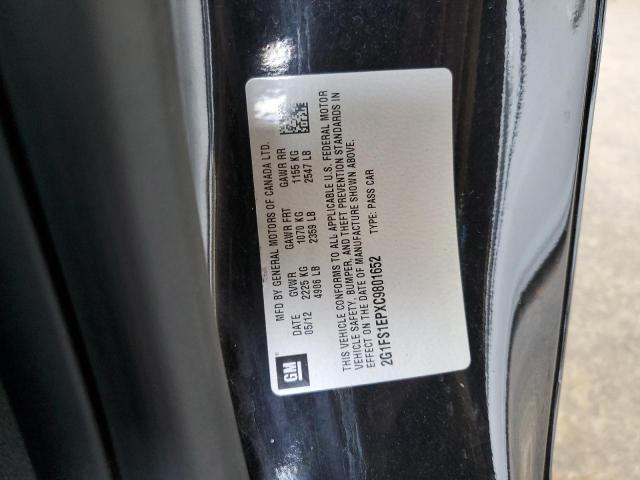 MFD BY GENERAL MOTORS OF CANADA LTD.
DATE GVWR GAWR FRT GAWR RR
05/12 2225 KG 1070 KG 1155 KG
4906 LB 2359 LB 2547 LB
THIS VEHICLE CONFORMS TO ALL APPLICABLE U.S. FEDERAL MOTOR
VEHICLE SAFETY, BUMPER, AND THEFT PREVENTION STANDARDS IN
EFFECT ON THE DATE OF MANUFACTURE SHOWN ABOVE.
2G1FS1EPXC9801652 TYPE: PASS CAR
GM